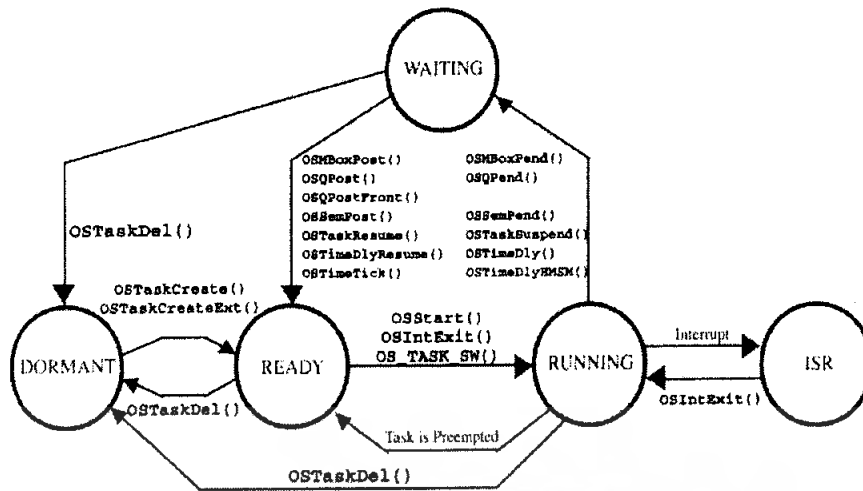 WAITING
OSMBoxPost()
OSQPost()
OSQPostFront()
OSSemPost()
OSTaskResume()
OSTimeDlyResume()
OSTimeTick()
OSMBoxPend()
OSQPend()
OSSemPend()
OSTaskSuspend()
OSTimeDly()
OSTimeDlyHMSM()
OSTaskDel()
OSTaskCreate()
OSTaskCreateExt()
OSStart()
OSIntExit()
OS_TASK_SW()
Interrupt
DORMANT
READY
RUNNING
ISR
OSTaskDel()
OSIntExit()
Task is Preempted
OSTaskDel()